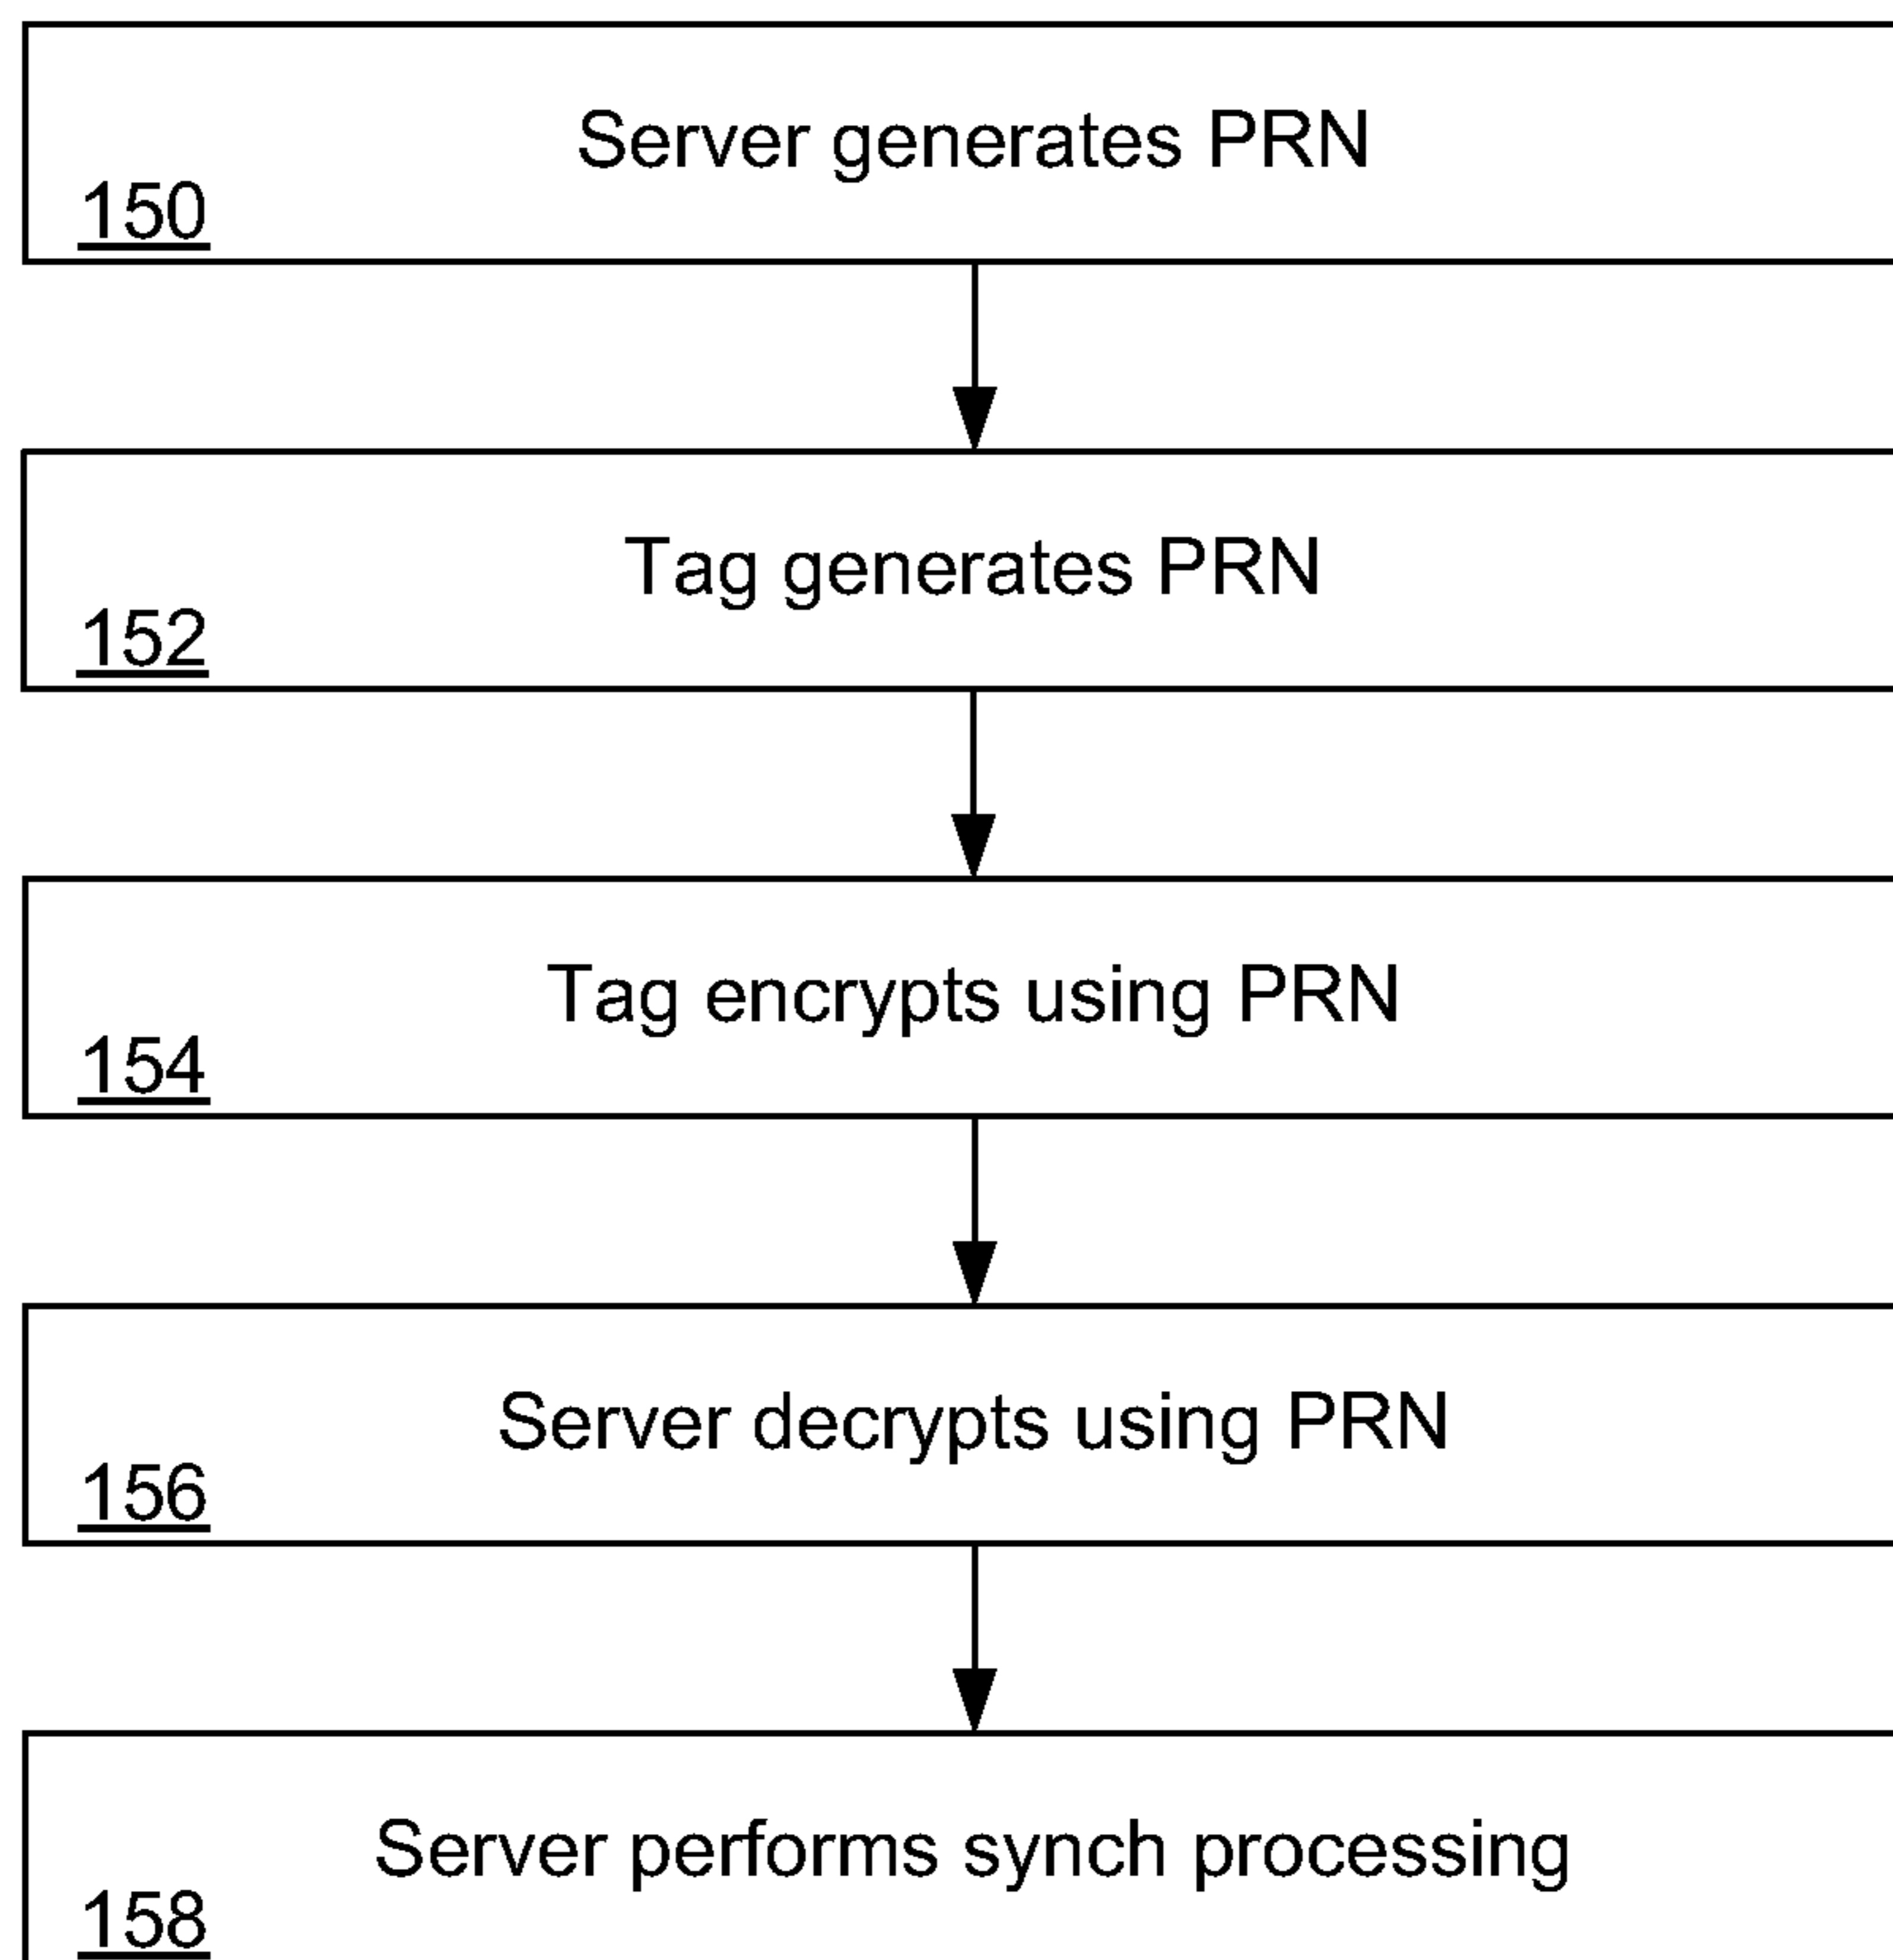 Server generates PRN
150
Tag generates PRN
152
Tag encrypts using PRN
154
Server decrypts using PRN
156
Server performs synch processing
158